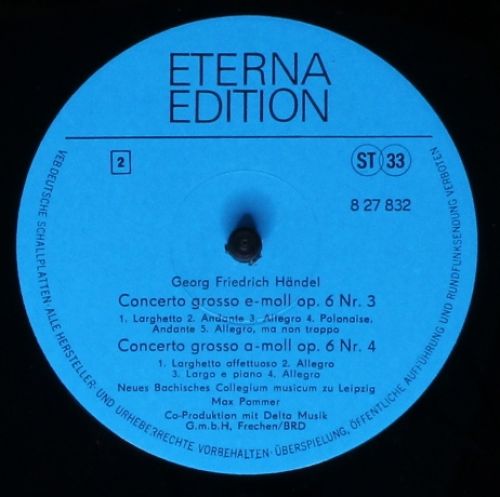 ETERNA
EDITION
2
ST 33
8 27 832
Georg Friedrich Händel
Concerto grosso e-moll op. 6 Nr. 3
1. Larghetto 2. Andante 3. Allegro 4. Polonaise.
Andante 5. Allegro, ma non troppo
Concerto grosso a-moll op. 6 Nr. 4
1. Larghetto affettuoso 2. Allegro
3. Largo e piano 4. Allegro
Neues Bachisches Collegium musicum zu Leipzig
Max Pommer
Co-Produktion mit Delta Musik
G.m.b.H, Frechen/BRD
VEB DEUTSCHE SCHALLPLATTEN · ALLE HERSTELLER- UND URHEBERRECHTE VORBEHALTEN · ÜBERSPIELUNG, ÖFFENTLICHE AUFFÜHRUNG UND RUNDFUNKSENDUNG VERBOTEN